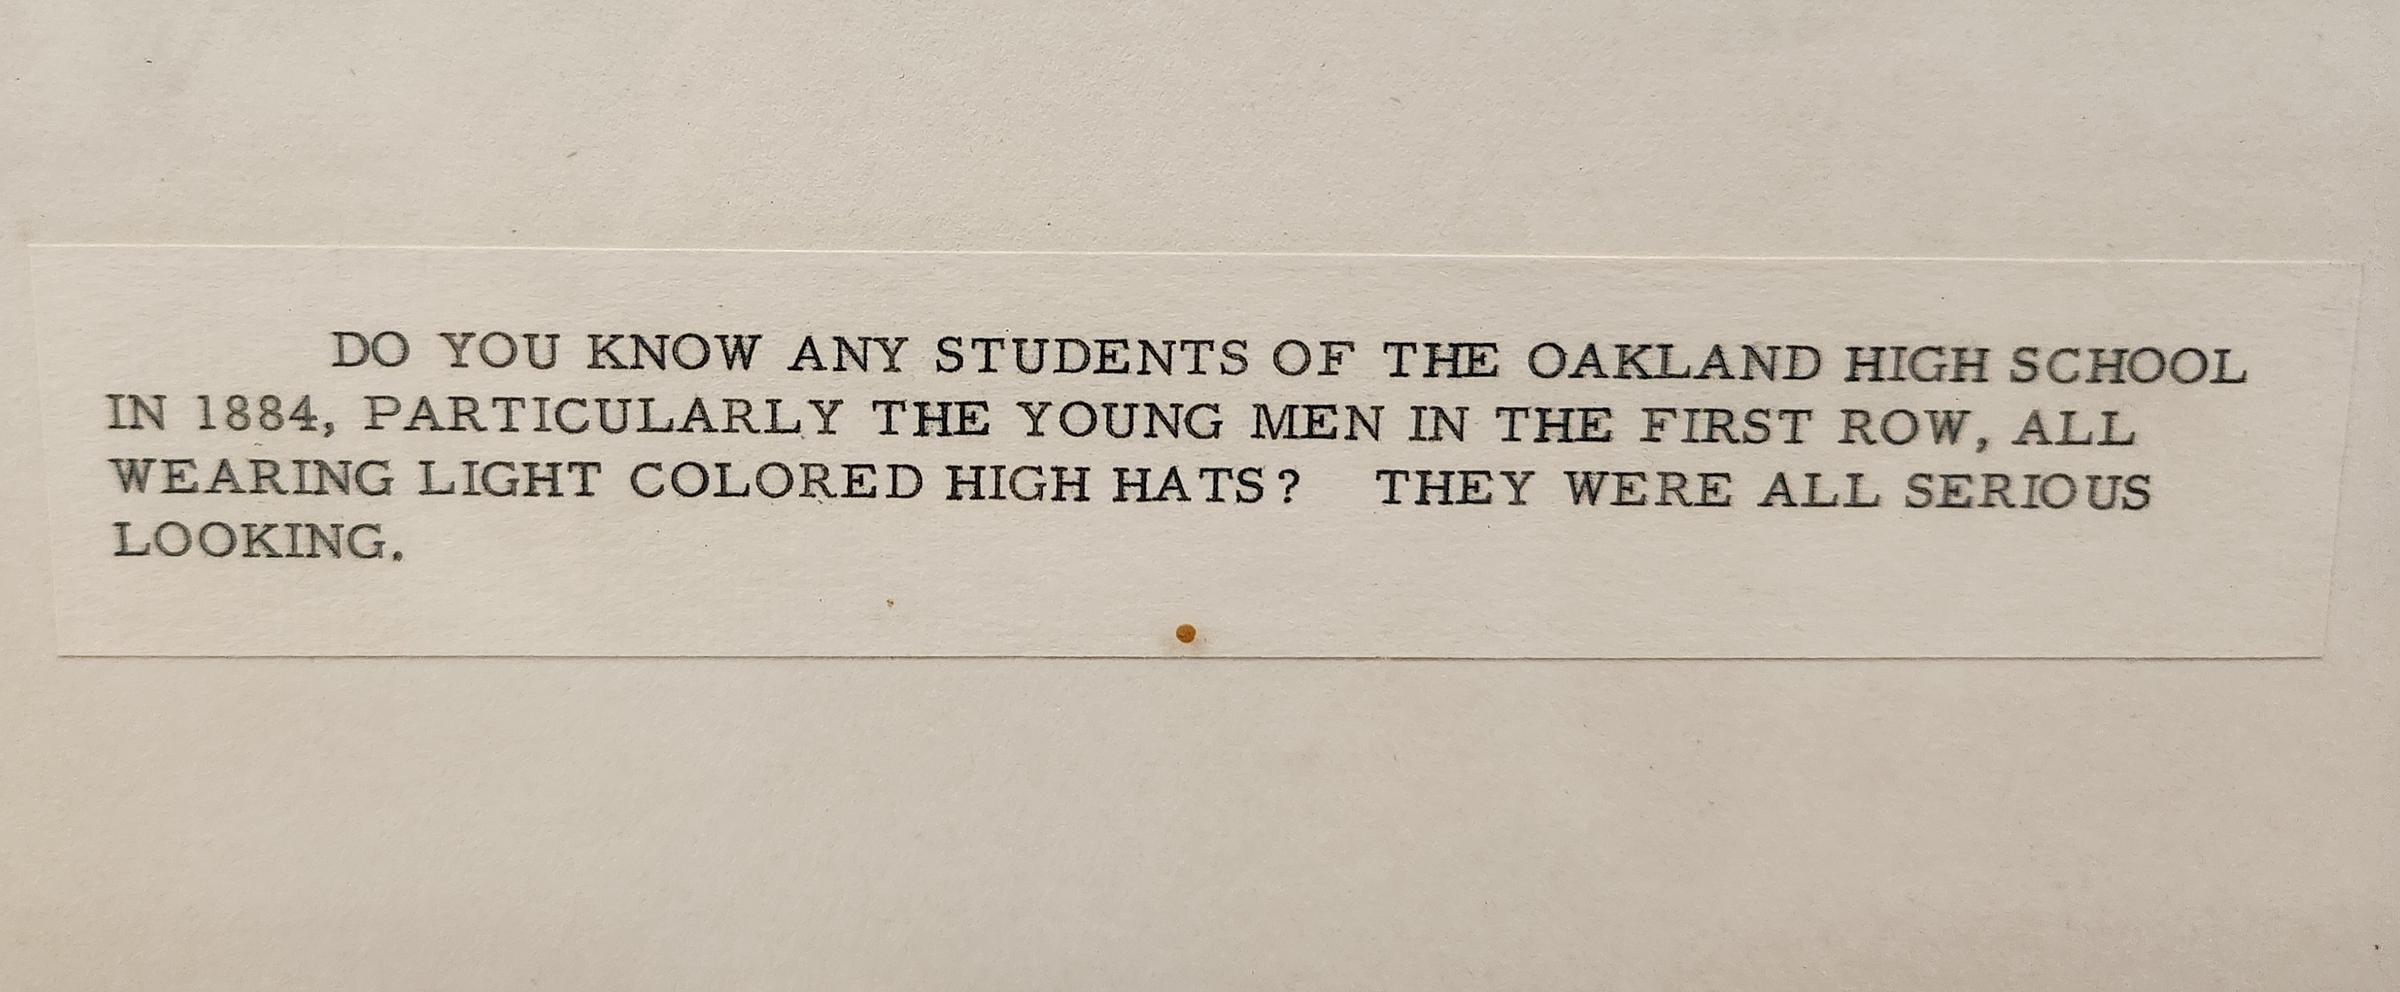 DO YOU KNOW ANY STUDENTS OF THE OAKLAND HIGH SCHOOL
IN 1884, PARTICULARLY THE YOUNG MEN IN THE FIRST ROW, ALL
WEARING LIGHT COLORED HIGH HATS? THEY WERE ALL SERIOUS
LOOKING.